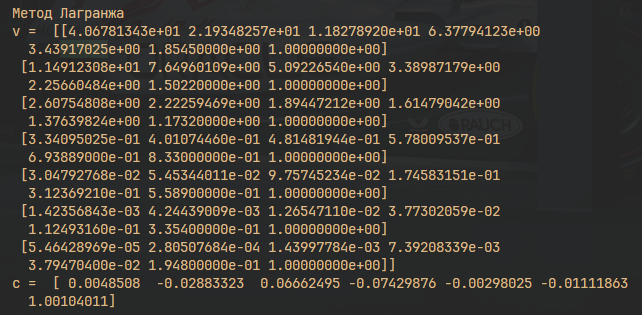 Метод Лагранжа
v =  [[4.06781343e+01 2.19348257e+01 1.18278920e+01 6.37794123e+00
  3.43917025e+00 1.85450000e+00 1.00000000e+00]
 [1.14912308e+01 7.64960109e+00 5.09226540e+00 3.38987179e+00
  2.25660484e+00 1.50220000e+00 1.00000000e+00]
 [2.60754808e+00 2.22259469e+00 1.89447212e+00 1.61479042e+00
  1.37639824e+00 1.17320000e+00 1.00000000e+00]
 [3.34095025e-01 4.01074460e-01 4.81481944e-01 5.78009537e-01
  6.93889000e-01 8.33000000e-01 1.00000000e+00]
 [3.04792768e-02 5.45344011e-02 9.75745234e-02 1.74583151e-01
  3.12369210e-01 5.58900000e-01 1.00000000e+00]
 [1.42356843e-03 4.24439009e-03 1.26547110e-02 3.77302059e-02
  1.12493160e-01 3.35400000e-01 1.00000000e+00]
 [5.46428969e-05 2.80507684e-04 1.43997784e-03 7.39208339e-03
  3.79470400e-02 1.94800000e-01 1.00000000e+00]]
c =  [ 0.0048508  -0.02883323  0.06662495 -0.07429876 -0.00298025 -0.01111863
  1.00104011]
RAUCH